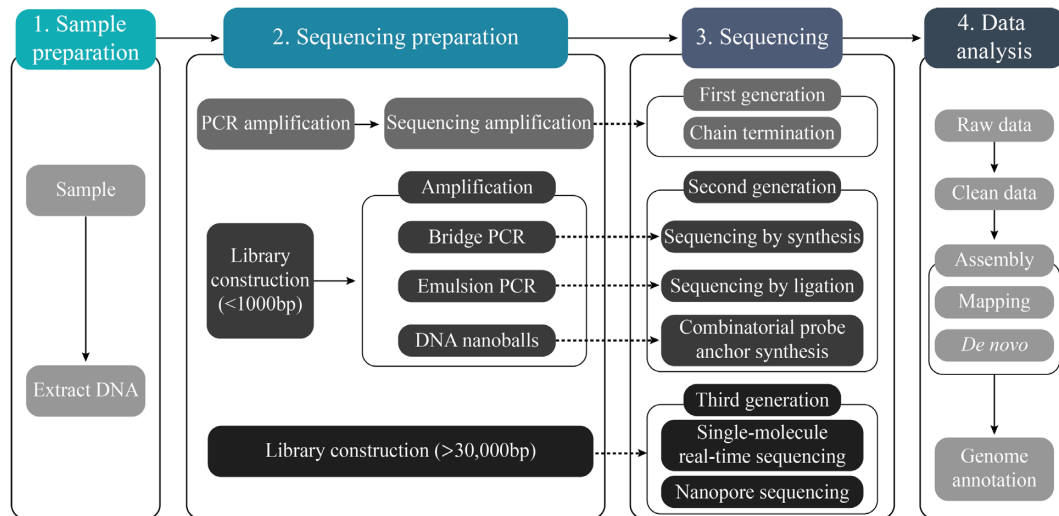 1. Sample
preparation
2. Sequencing preparation
3. Sequencing
4. Data
analysis
Sample
Extract DNA
PCR amplification
Sequencing amplification
Library
construction
(<1000bp)
Amplification
Bridge PCR
Emulsion PCR
DNA nanoballs
Library construction (>30,000bp)
First generation
Chain termination
Second generation
Sequencing by synthesis
Sequencing by ligation
Combinatorial probe
anchor synthesis
Third generation
Single-molecule
real-time sequencing
Nanopore sequencing
Raw data
Clean data
Assembly
Mapping
De novo
Genome
annotation